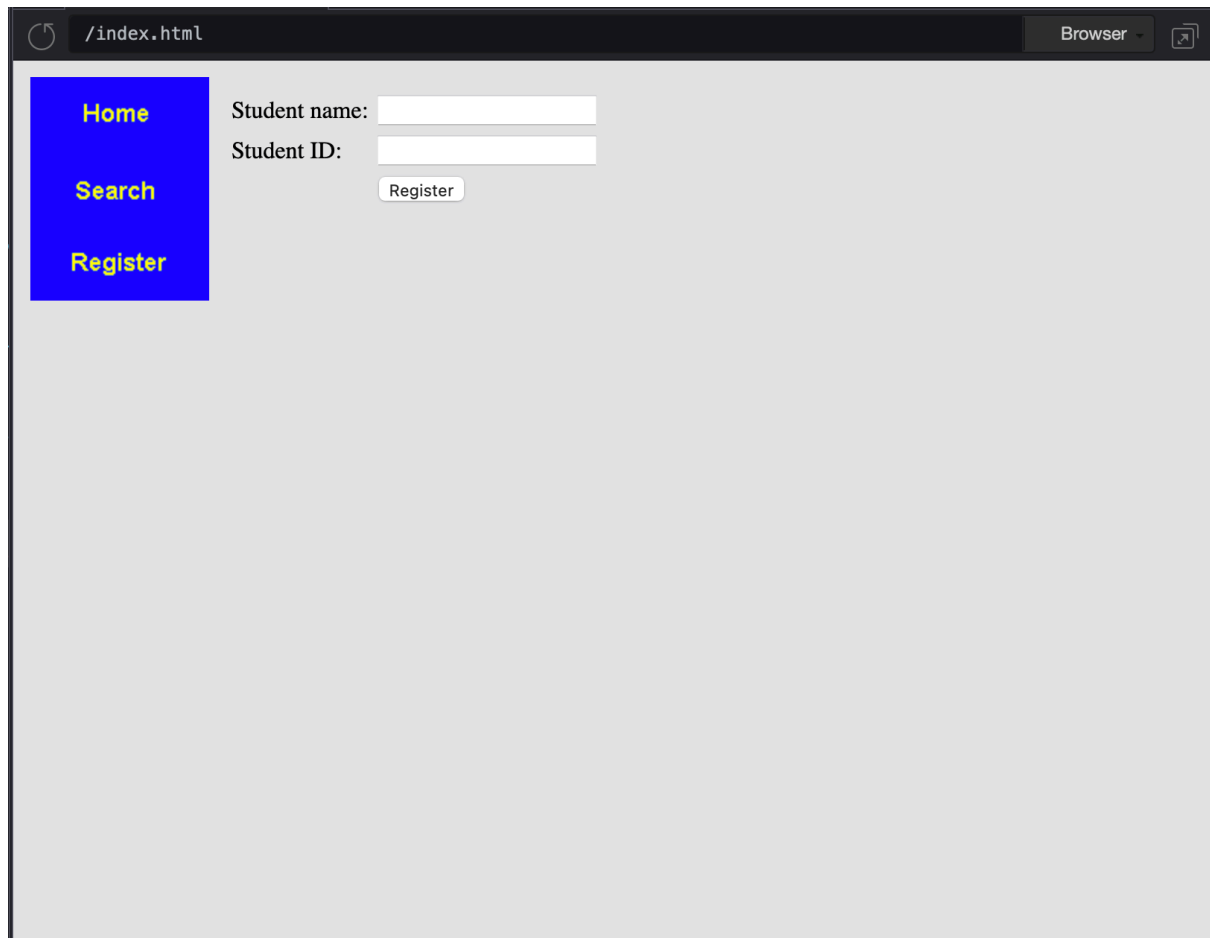 /index.html
Browser
Home
Search
Register
Student name:
Student ID:
Register